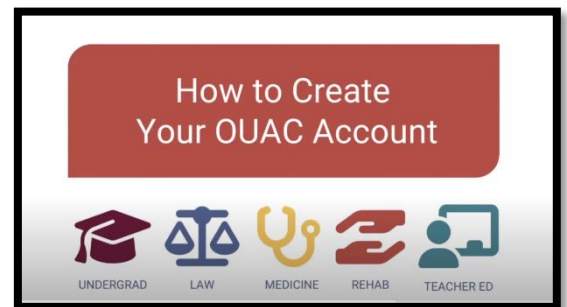 How to Create
Your OUAC Account
UNDERGRAD LAW MEDICINE REHAB TEACHER ED